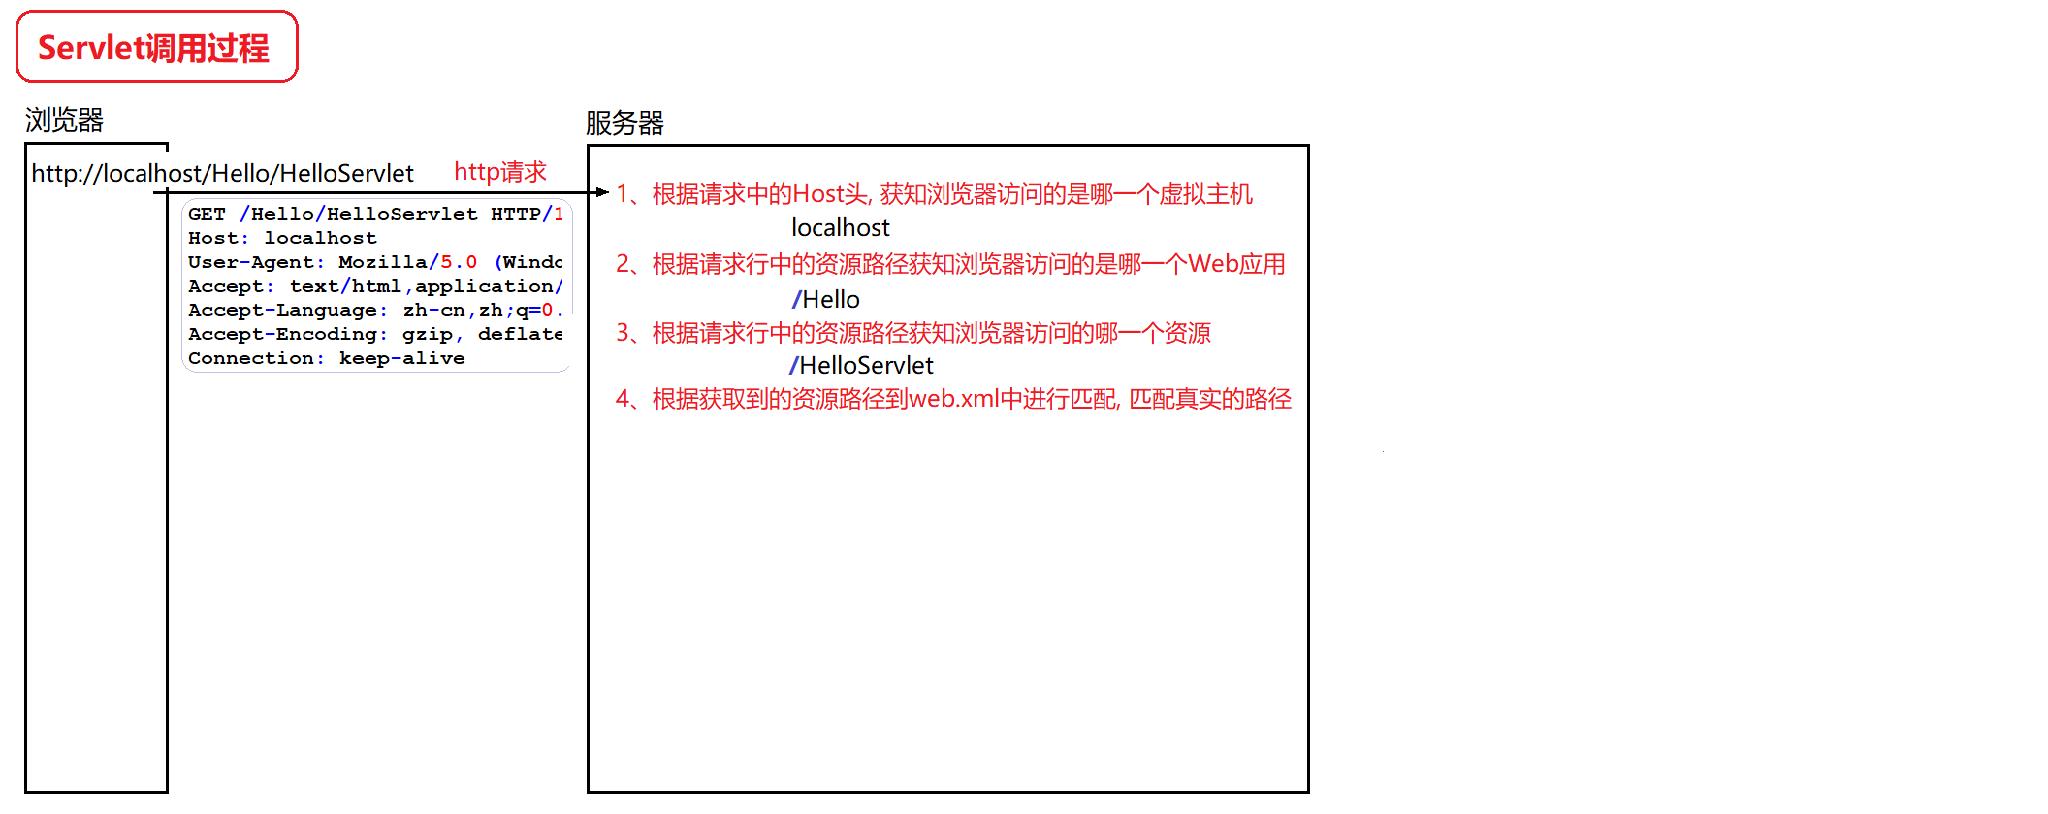 Servlet调用过程
浏览器
http://localhost/Hello/HelloServlet
http请求
GET /Hello/HelloServlet HTTP/1
Host: localhost
User-Agent: Mozilla/5.0 (Windo
Accept: text/html,application/
Accept-Language: zh-cn,zh;q=0.
Accept-Encoding: gzip, deflate
Connection: keep-alive
服务器
1、根据请求中的Host头, 获知浏览器访问的是哪一个虚拟主机
localhost
2、根据请求行中的资源路径获知浏览器访问的是哪一个Web应用
/Hello
3、根据请求行中的资源路径获知浏览器访问的哪一个资源
/HelloServlet
4、根据获取到的资源路径到web.xml中进行匹配, 匹配真实的路径